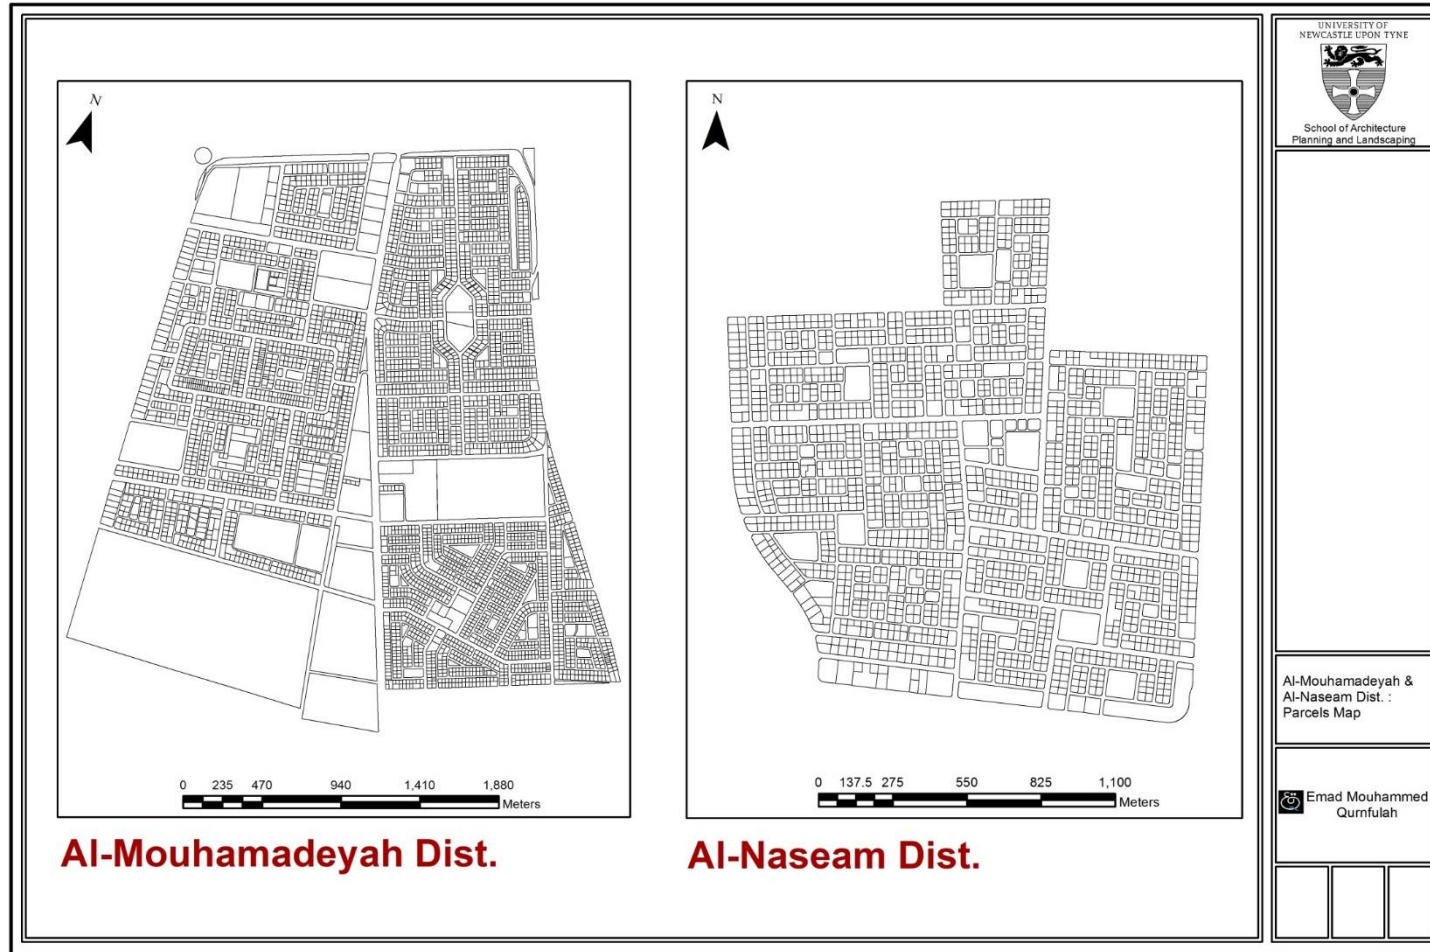 N
0 235 470 940 1,410 1,880
Meters
Al-Mouhamadeyah Dist.
N
0 137.5 275 550 825 1,100
Meters
Al-Naseam Dist.
UNIVERSITY OF
NEWCASTLE UPON TYNE
School of Architecture
Planning and Landscaping
Al-Mouhamadeyah &
Al-Naseam Dist. :
Parcels Map
Emad Mouhammed
Qurnfulah